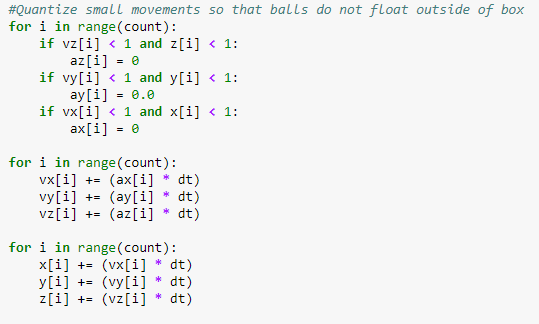 #Quantize small movements so that balls do not float outside of box
for i in range(count):
    if vz[i] < 1 and z[i] < 1:
        az[i] = 0
    if vy[i] < 1 and y[i] < 1:
        ay[i] = 0.0
    if vx[i] < 1 and x[i] < 1:
        ax[i] = 0

for i in range(count):
    vx[i] += (ax[i] * dt)
    vy[i] += (ay[i] * dt)
    vz[i] += (az[i] * dt)

for i in range(count):
    x[i] += (vx[i] * dt)
    y[i] += (vy[i] * dt)
    z[i] += (vz[i] * dt)